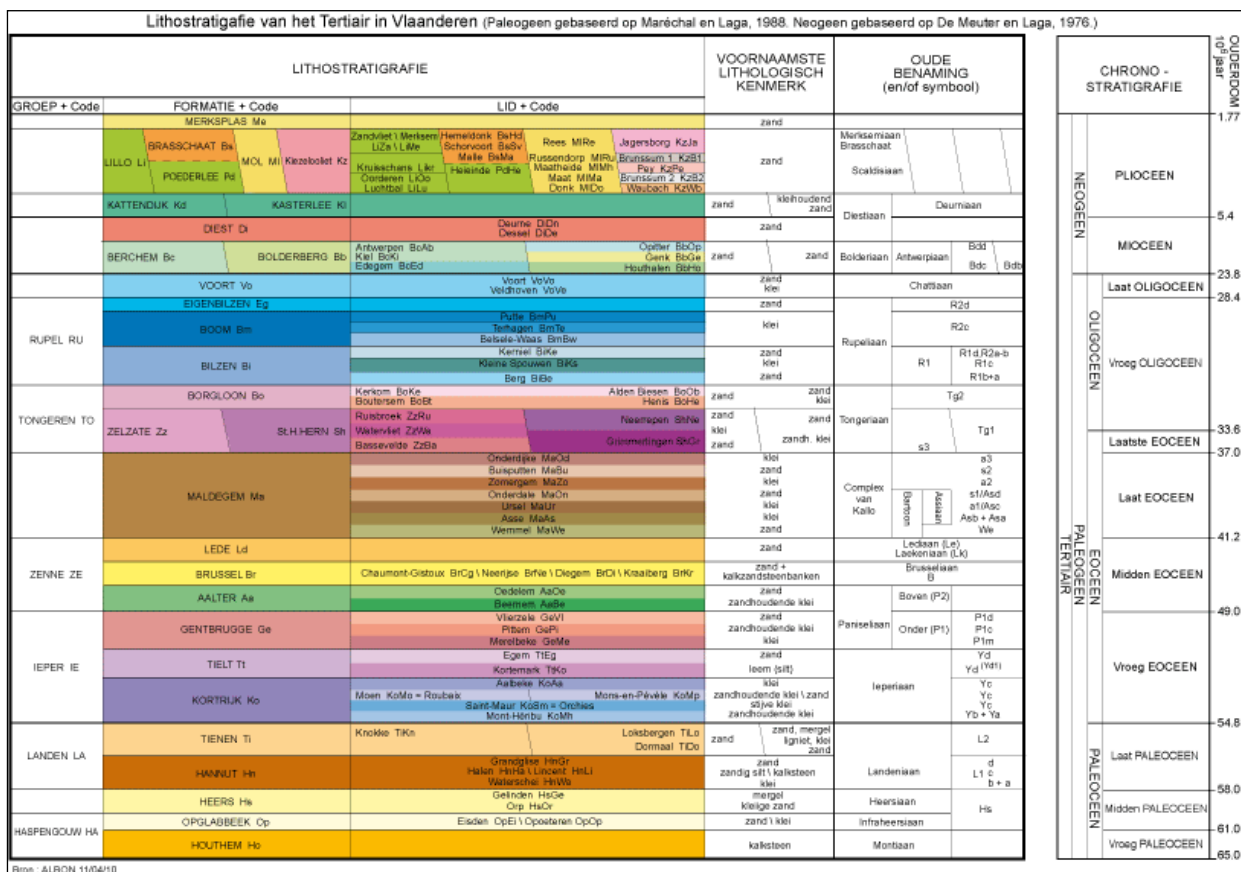 Lithostratigafie van het Tertiair in Vlaanderen (Paleogeen gebaseerd op Maréchal en Laga, 1988. Neogeen gebaseerd op De Meuter en Laga, 1976.)
LITHOSTRATIGRAFIE
VOORNAAMSTE
LITHOLOGISCH
KENMERK
OUDE
BENAMING
(en/of symbool)
CHRONO -
STRATIGRAFIE
OUDERDOM
10⁶ jaar
GROEP + Code
FORMATIE + Code
LID + Code
MERKSPLAS Me
zand
LILLO Li
BRASSCHAAT Bs
POEDERLEE Pd
MOL Ml
Kiezelooliet Kz
Zandvliet \ Merksem
LiZa \ LiMe
Kruisschans LiKr
Oorderen LiOo
Luchtbal LiLu
Hemeldonk BsHd
Schorvoort BsSv
Malle BsMa
Heieinde PdHe
Rees MlRe
Russendorp MlRu
Maatheide MlMh
Maat MlMa
Donk MlDo
Jagersborg KzJa
Brunssum 1 KzB1
Pey KzPe
Brunssum 2 KzB2
Waubach KzWb
zand
Merksemiaan
Brasschaat
Scaldisiaan
KATTENDIJK Kd
KASTERLEE Kl
zand
kleihoudend
zand
Diestiaan
Deurniaan
DIEST Di
Deurne DiDn
Dessel DiDe
zand
BERCHEM Bc
BOLDERBERG Bb
Antwerpen BcAb
Kiel BcKi
Edegem BcEd
Opitter BbOp
Genk BbGe
Houthalen BbHo
zand
zand
Bolderiaan
Antwerpiaan
Bdd
Bdc
Bdb
VOORT Vo
Voort VoVo
Veldhoven VoVe
zand
klei
Chattiaan
RUPEL RU
EIGENBILZEN Eg
zand
R2d
BOOM Bm
Putte BmPu
Terhagen BmTe
Belsele-Waas BmBw
klei
Rupeliaan
R2c
BILZEN Bi
Kerniel BiKe
Kleine Spouwen BiKs
Berg BiBe
zand
klei
zand
R1
R1d,R2a-b
R1c
R1b+a
TONGEREN TO
BORGLOON Bo
Kerkom BoKe
Boutersem BoBt
Alden Biesen BoOb
Henis BoHe
zand
zand
klei
Tongeriaan
Tg2
ZELZATE Zz
St.H.HERN Sh
Ruisbroek ZzRu
Watervliet ZzWa
Bassevelde ZzBa
Neerrepen ShNe
Grimmertingen ShGr
zand
klei
zand
zand
zandh. klei
Tg1
s3
MALDEGEM Ma
Onderdijke MaOd
Buisputten MaBu
Zomergem MaZo
Onderdale MaOn
Ursel MaUr
Asse MaAs
Wemmel MaWe
klei
zand
klei
zand
klei
klei
zand
Complex
van
Kallo
Bartoon
Assiaan
a3
s2
a2
s1/Asd
a1/Asc
Asb + Asa
We
ZENNE ZE
LEDE Ld
zand
Lediaan (Le)
Laekeniaan (Lk)
BRUSSEL Br
Chaumont-Gistoux BrCg \ Neerijse BrNe \ Diegem BrDi \ Kraaiberg BrKr
zand +
kalkzandsteenbanken
Brusseliaan
B
AALTER Aa
Oedelem AaOe
Beernem AaBe
zand
zandhoudende klei
Paniseliaan
Boven (P2)
IEPER IE
GENTBRUGGE Ge
Vlierzele GeVl
Pittem GePi
Merelbeke GeMe
zand
zandhoudende klei
klei
Onder (P1)
P1d
P1c
P1m
TIELT Tt
Egem TtEg
Kortemark TtKo
zand
leem (silt)
Ieperiaan
Yd
Yd (Yd1)
KORTRIJK Ko
Aalbeke KoAa
Moen KoMo = Roubaix
Mons-en-Pévèle KoMp
Saint-Maur KoSm = Orchies
Mont-Héribu KoMh
klei
zandhoudende klei \ zand
stijve klei
zandhoudende klei
Yc
Yc
Yc
Yb + Ya
LANDEN LA
TIENEN Ti
Knokke TiKn
Loksbergen TiLo
Dormaal TiDo
zand
zand, mergel
ligniet, klei
zand
Landeniaan
L2
HANNUT Hn
Grandglise HnGr
Halen HnHa \ Lincent HnLi
Waterschei HnWa
zand
zandig silt \ kalksteen
klei
L1
d
c
b + a
HEERS Hs
Gelinden HsGe
Orp HsOr
mergel
kleiige zand
Heersiaan
Hs
HASPENGOUW HA
OPGLABBEEK Op
Eisden OpEi \ Opoeteren OpOp
zand \ klei
Infraheersiaan
HOUTHEM Ho
kalksteen
Montiaan
TERTIAIR
NEOGEEN
PALEOGEEN
OLIGOCEEN
EOCEEN
PALEOCEEN
PLIOCEEN
MIOCEEN
Laat OLIGOCEEN
Vroeg OLIGOCEEN
Laatste EOCEEN
Laat EOCEEN
Midden EOCEEN
Vroeg EOCEEN
Laat PALEOCEEN
Midden PALEOCEEN
Vroeg PALEOCEEN
1.77
5.4
23.8
28.4
33.6
37.0
41.2
49.0
54.8
58.0
61.0
65.0
Bron : ALBON 11/04/10